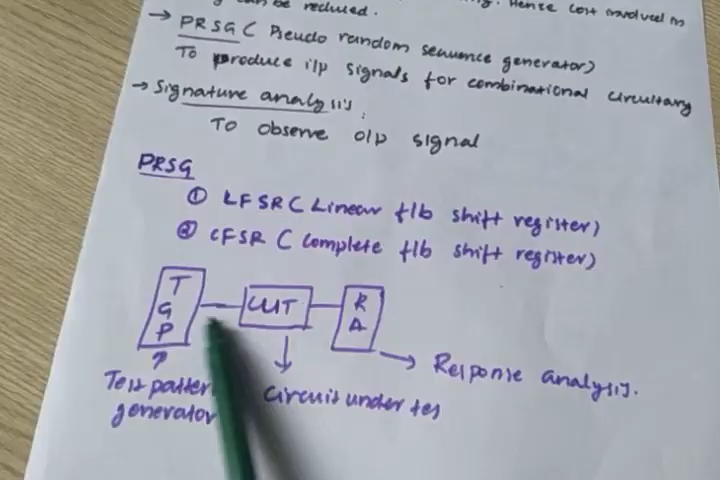 can be reduced. Hence cost involved in
→ PRSG ( Pseudo random sequence generator)
To produce i/p signals for combinational circuitary
→ Signature analysis:
To observe o/p signal
PRSG
① LFSR ( Linear f/b shift register)
② CFSR ( Complete f/b shift register)
T G P
CUT
R A
Response analysis.
Test pattern generator
Circuit under tes